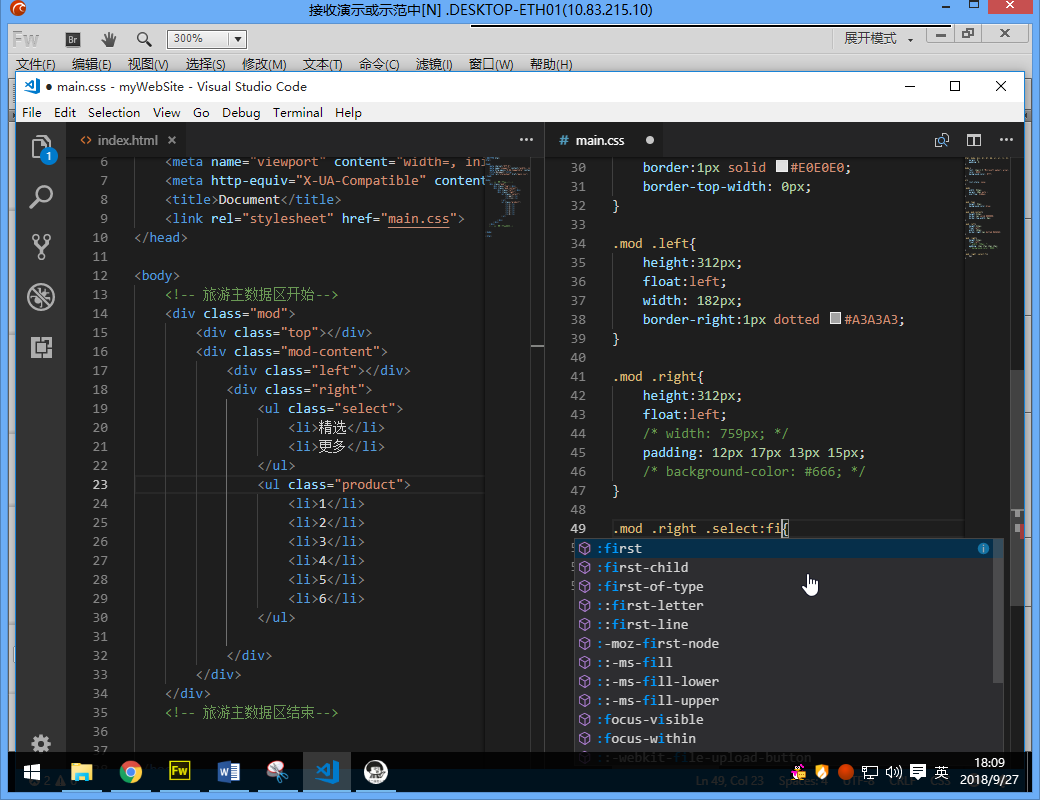 接收演示或示范中[N] .DESKTOP-ETH01(10.83.215.10)
Fw Br 300% 展开模式
文件(F) 编辑(E) 视图(V) 选择(S) 修改(M) 文本(T) 命令(C) 滤镜(I) 窗口(W) 帮助(H)
● main.css - myWebSite - Visual Studio Code
File Edit Selection View Go Debug Terminal Help
1
<> index.html × ···
6 <meta name="viewport" content="width=, ini
7 <meta http-equiv="X-UA-Compatible" content
8 <title>Document</title>
9 <link rel="stylesheet" href="main.css">
10 </head>
11
12 <body>
13 <!-- 旅游主数据区开始-->
14 <div class="mod">
15 <div class="top"></div>
16 <div class="mod-content">
17 <div class="left"></div>
18 <div class="right">
19 <ul class="select">
20 <li>精选</li>
21 <li>更多</li>
22 </ul>
23 <ul class="product">
24 <li>1</li>
25 <li>2</li>
26 <li>3</li>
27 <li>4</li>
28 <li>5</li>
29 <li>6</li>
30 </ul>
31
32 </div>
33 </div>
34 </div>
35 <!-- 旅游主数据区结束-->
36
37
# main.css ● ···
30 border:1px solid #E0E0E0;
31 border-top-width: 0px;
32 }
33
34 .mod .left{
35 height:312px;
36 float:left;
37 width: 182px;
38 border-right:1px dotted #A3A3A3;
39 }
40
41 .mod .right{
42 height:312px;
43 float:left;
44 /* width: 759px; */
45 padding: 12px 17px 13px 15px;
46 /* background-color: #666; */
47 }
48
49 .mod .right .select:fi{
:first
:first-child
:first-of-type
::first-letter
::first-line
:-moz-first-node
::-ms-fill
::-ms-fill-lower
::-ms-fill-upper
:focus-visible
:focus-within
::-webkit-file-upload-button
Ln 49, Col 23
Fw W 英 18:09
2018/9/27